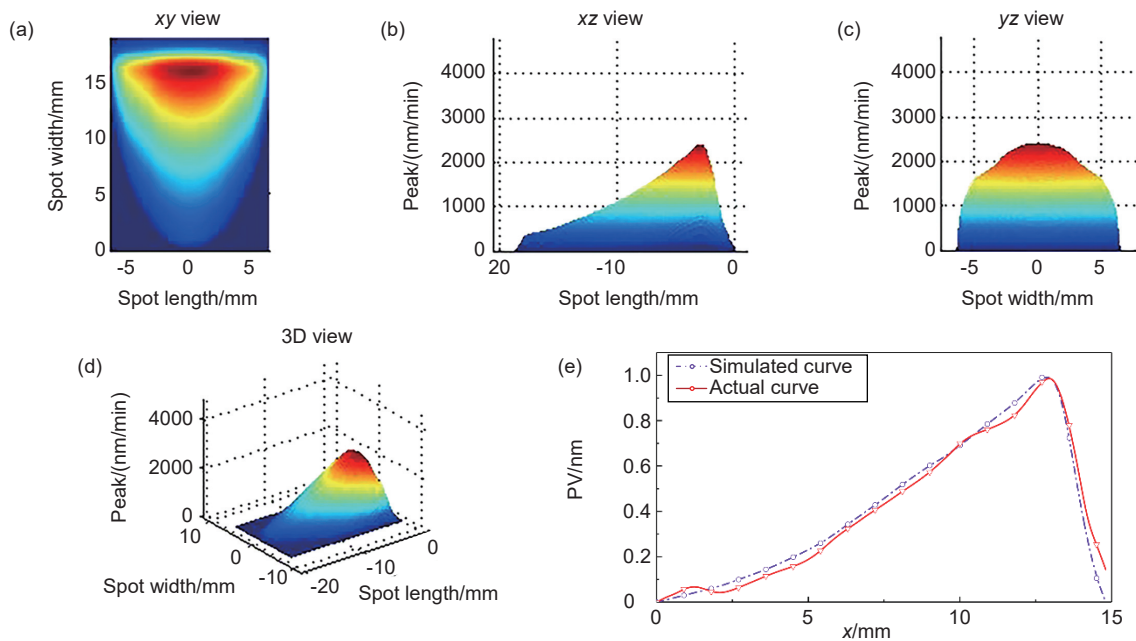 (a)
xy view
Spot width/mm
15
10
5
0
-5
0
5
Spot length/mm
(b)
xz view
Peak/(nm/min)
4000
3000
2000
1000
0
20
-10
0
Spot length/mm
(c)
yz view
Peak/(nm/min)
4000
3000
2000
1000
0
-5
0
5
Spot width/mm
(d)
3D view
Peak/(nm/min)
4000
2000
0
10
0
-10
Spot width/mm
-20
-10
0
Spot length/mm
(e)
Simulated curve
Actual curve
PV/nm
1.0
0.8
0.6
0.4
0.2
0
0
5
10
15
x/mm